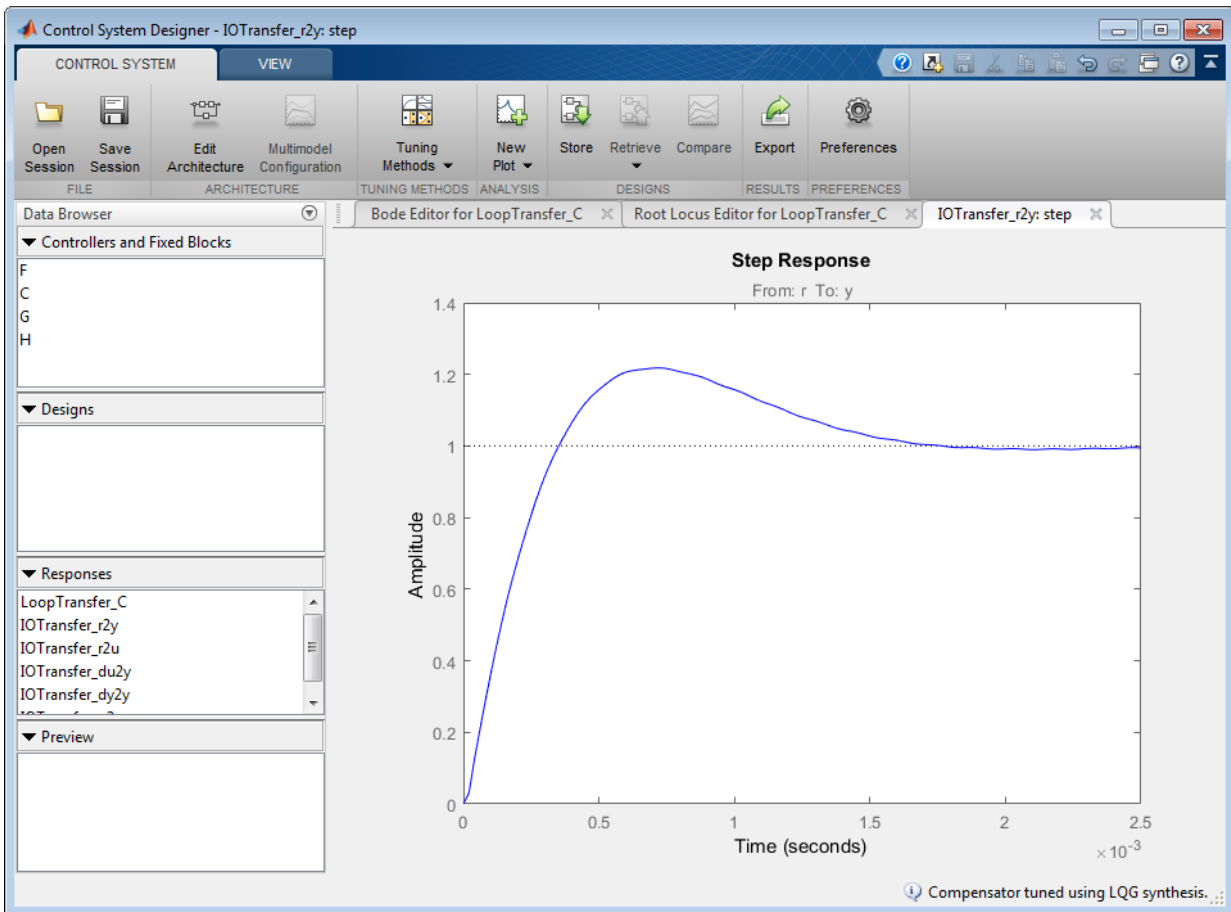 Control System Designer - IOTransfer_r2y: step
CONTROL SYSTEM
VIEW
Open Session
Save Session
Edit Architecture
Multimodel Configuration
Tuning Methods
New Plot
Store
Retrieve
Compare
Export
Preferences
FILE
ARCHITECTURE
TUNING METHODS
ANALYSIS
DESIGNS
RESULTS
PREFERENCES
Data Browser
Controllers and Fixed Blocks
F
C
G
H
Designs
Responses
LoopTransfer_C
IOTransfer_r2y
IOTransfer_r2u
IOTransfer_du2y
IOTransfer_dy2y
Preview
Bode Editor for LoopTransfer_C
Root Locus Editor for LoopTransfer_C
IOTransfer_r2y: step
Step Response
From: r To: y
Amplitude
1.4
1.2
1
0.8
0.6
0.4
0.2
0
0
0.5
1
1.5
2
2.5
Time (seconds)
×10-3
Compensator tuned using LQG synthesis.